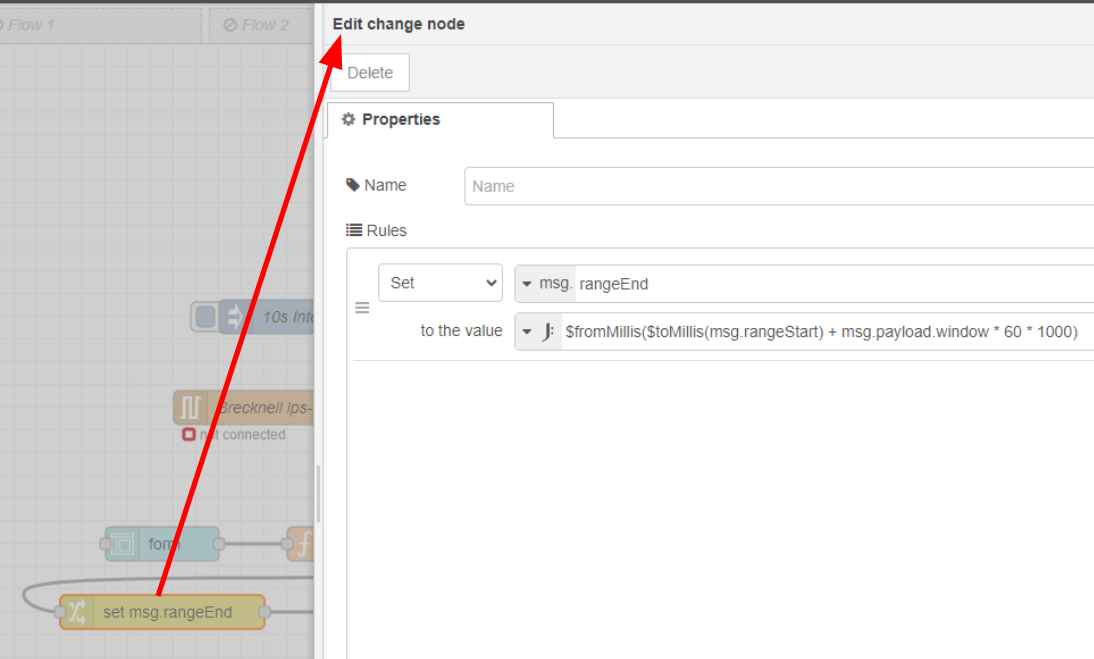 Flow 1
Flow 2
Edit change node
Delete
Properties
Name
Name
Rules
Set
msg. rangeEnd
to the value
J: $fromMillis($toMillis(msg.rangeStart) + msg.payload.window * 60 * 1000)
10s
Brecknell lps-
not connected
form
f
set msg.rangeEnd